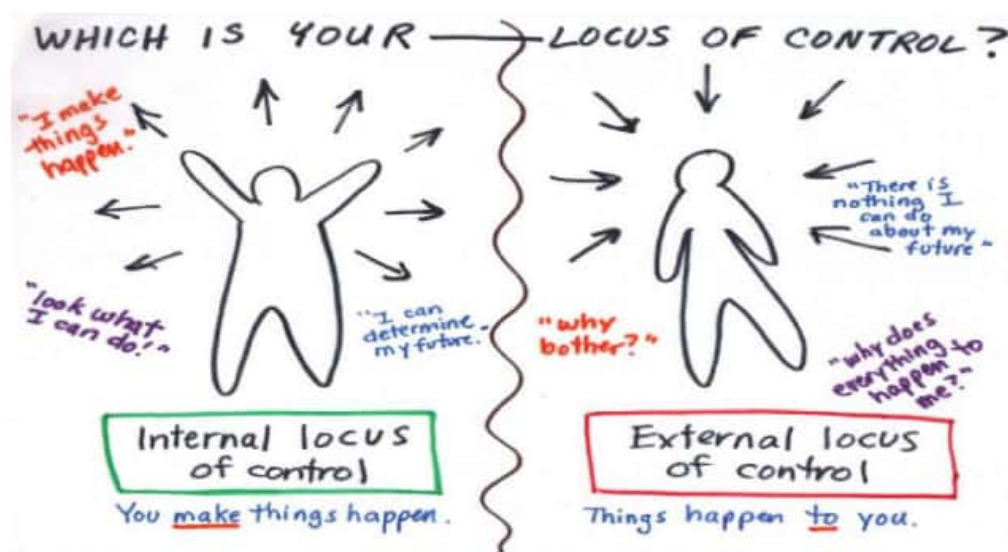 WHICH IS YOUR — LOCUS OF CONTROL?
"I make
things
happen."
"look what
I can do!"
"I can
determine
my future.
Internal locus
of control
You make things happen.
"There is
nothing I
can do
about my
future"
"why
bother?"
"why does
everything
happen to
me?"
External locus
of control
Things happen to you.